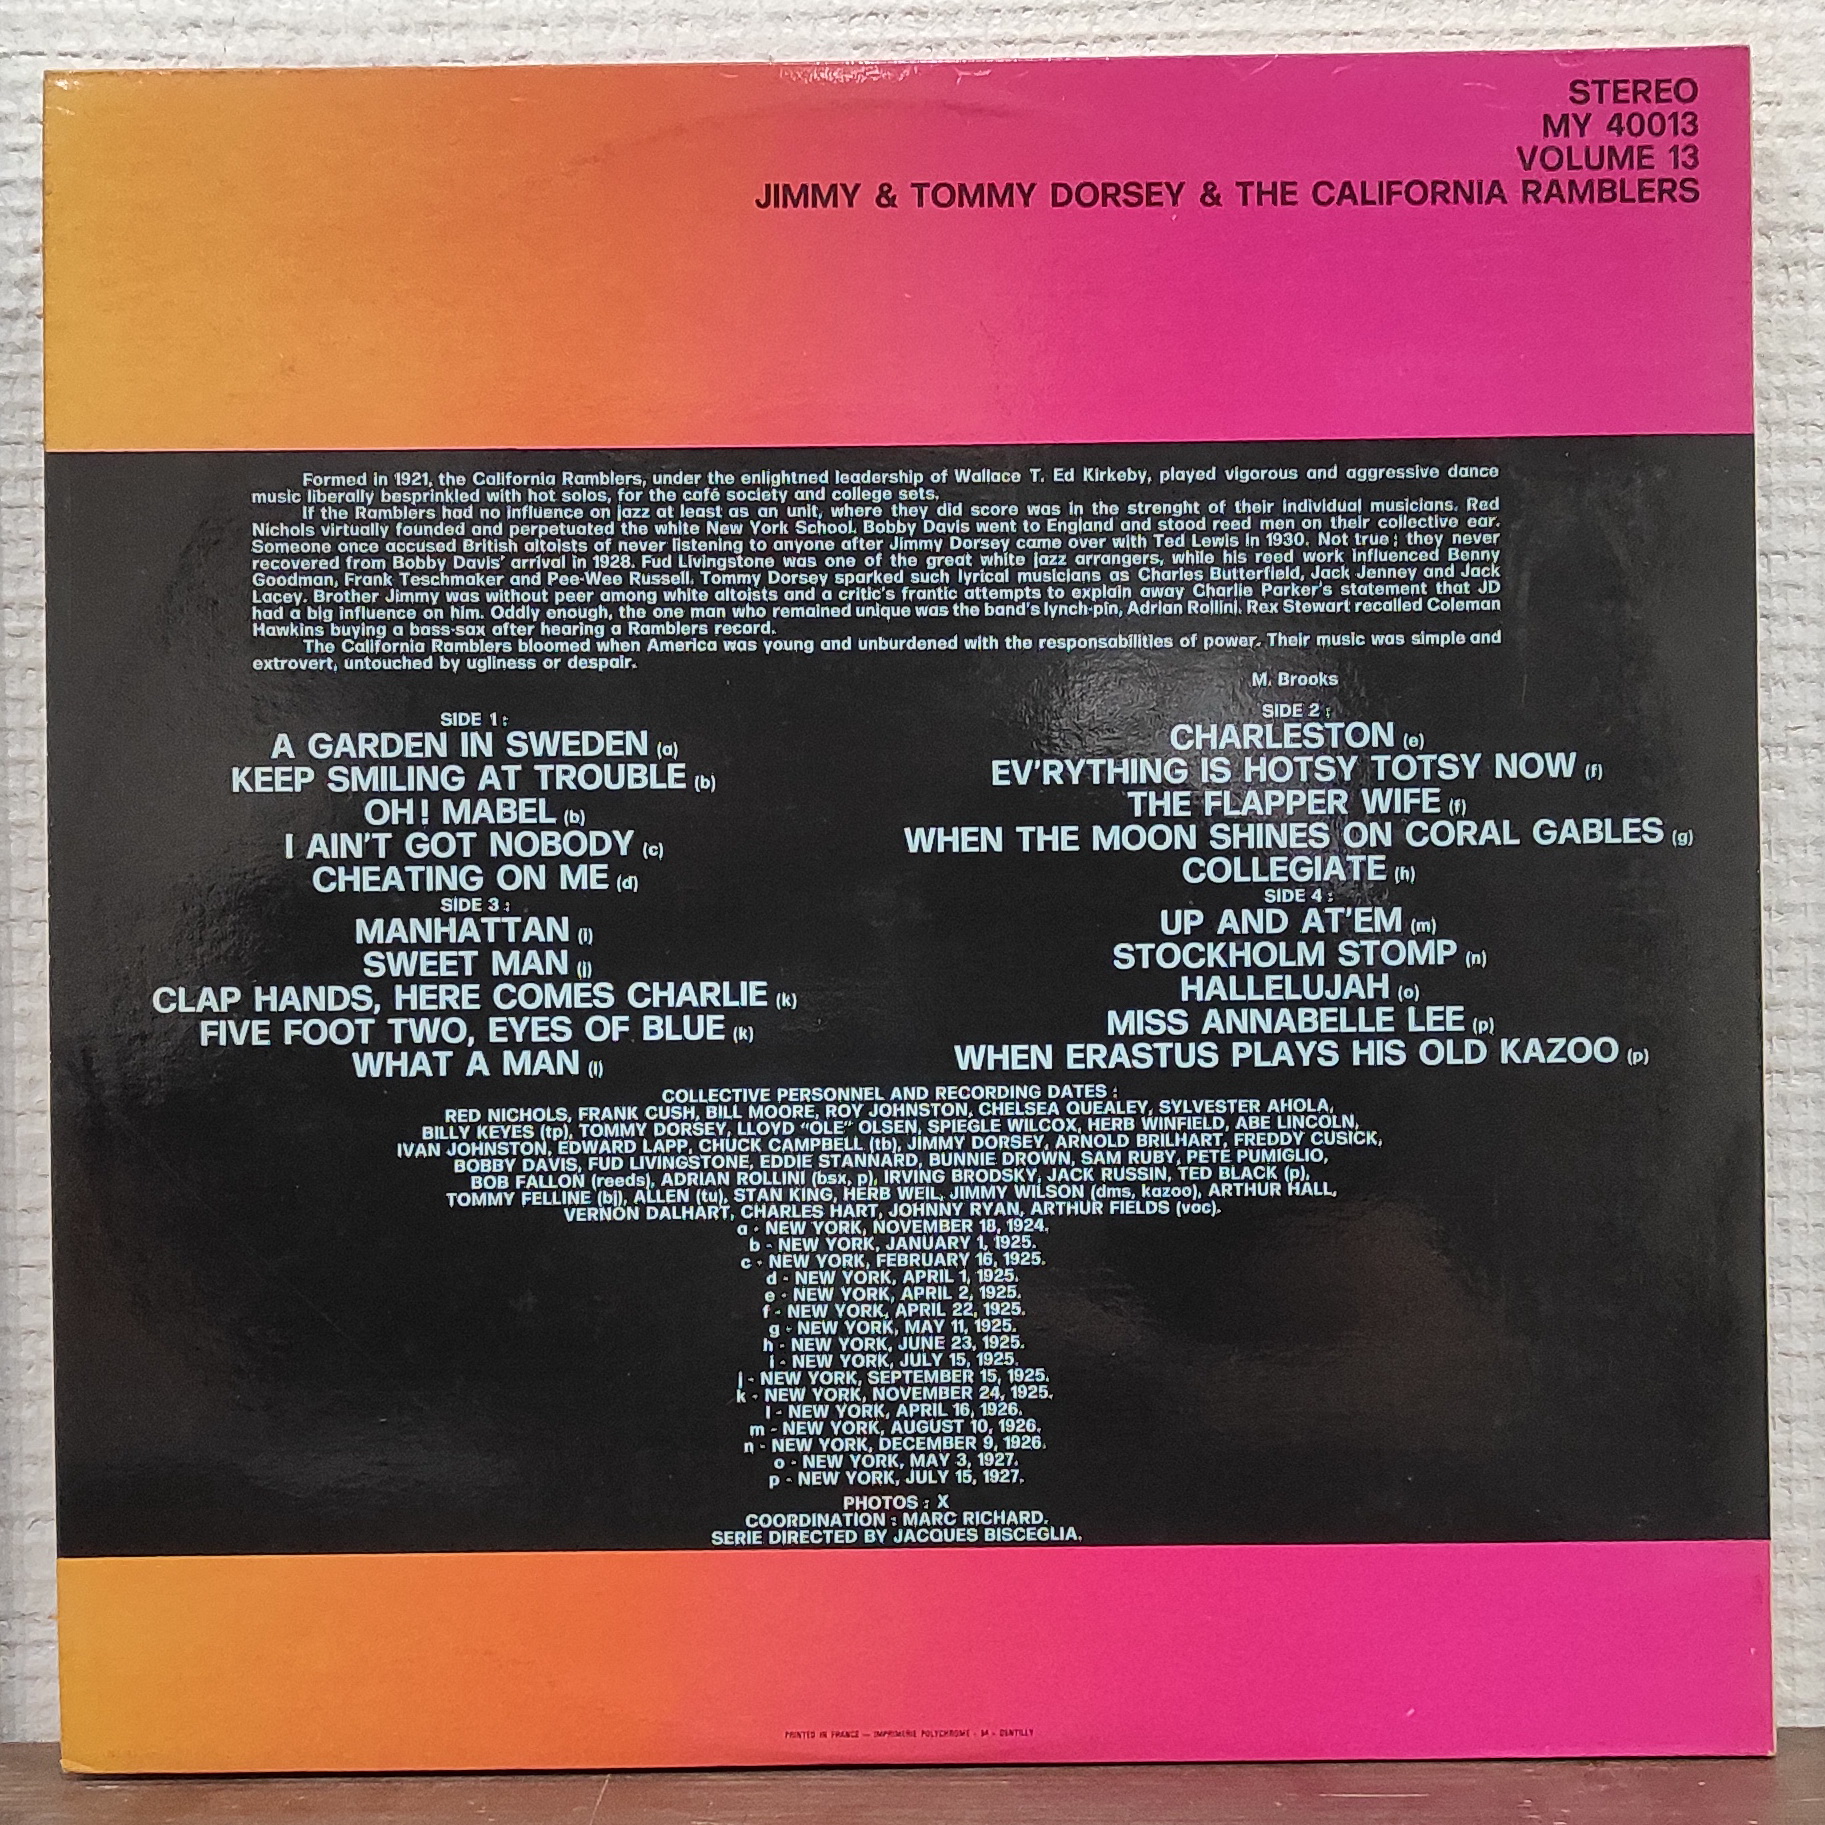 STEREO
MY 40013
VOLUME 13
JIMMY & TOMMY DORSEY & THE CALIFORNIA RAMBLERS
Formed in 1921, the California Ramblers, under the enlightned leadership of Wallace T. Ed Kirkeby, played vigorous and aggressive dance
music liberally besprinkled with hot solos, for the café society and college sets.
If the Ramblers had no influence on jazz at least as an unit, where they did score was in the strenght of their individual musicians. Red
Nichols virtually founded and perpetuated the white New York School. Bobby Davis went to England and stood reed men on their collective ear.
Someone once accused British altoists of never listening to anyone after Jimmy Dorsey came over with Ted Lewis in 1930. Not true ; they never
recovered from Bobby Davis' arrival in 1928. Fud Livingstone was one of the great white jazz arrangers, while his reed work influenced Benny
Goodman, Frank Teschmaker and Pee-Wee Russell. Tommy Dorsey sparked such lyrical musicians as Charles Butterfield, Jack Jenney and Jack
Lacey. Brother Jimmy was without peer among white altoists and a critic's frantic attempts to explain away Charlie Parker's statement that JD
had a big influence on him. Oddly enough, the one man who remained unique was the band's lynch-pin, Adrian Rollini. Rex Stewart recalled Coleman
Hawkins buying a bass-sax after hearing a Ramblers record.
The California Ramblers bloomed when America was young and unburdened with the responsabilities of power. Their music was simple and
extrovert, untouched by ugliness or despair.
M. Brooks
SIDE 1 :
A GARDEN IN SWEDEN (a)
KEEP SMILING AT TROUBLE (b)
OH! MABEL (b)
I AIN'T GOT NOBODY (c)
CHEATING ON ME (d)
SIDE 2 :
CHARLESTON (e)
EV'RYTHING IS HOTSY TOTSY NOW (f)
THE FLAPPER WIFE (f)
WHEN THE MOON SHINES ON CORAL GABLES (g)
COLLEGIATE (h)
SIDE 3 :
MANHATTAN (i)
SWEET MAN (j)
CLAP HANDS, HERE COMES CHARLIE (k)
FIVE FOOT TWO, EYES OF BLUE (k)
WHAT A MAN (l)
SIDE 4 :
UP AND AT'EM (m)
STOCKHOLM STOMP (n)
HALLELUJAH (o)
MISS ANNABELLE LEE (p)
WHEN ERASTUS PLAYS HIS OLD KAZOO (p)
COLLECTIVE PERSONNEL AND RECORDING DATES :
RED NICHOLS, FRANK CUSH, BILL MOORE, ROY JOHNSTON, CHELSEA QUEALEY, SYLVESTER AHOLA,
BILLY KEYES (tp), TOMMY DORSEY, LLOYD "OLE" OLSEN, SPIEGLE WILCOX, HERB WINFIELD, ABE LINCOLN,
IVAN JOHNSTON, EDWARD LAPP, CHUCK CAMPBELL (tb), JIMMY DORSEY, ARNOLD BRILHART, FREDDY CUSICK,
BOBBY DAVIS, FUD LIVINGSTONE, EDDIE STANNARD, BUNNIE DROWN, SAM RUBY, PETE PUMIGLIO,
BOB FALLON (reeds), ADRIAN ROLLINI (bsx, p), IRVING BRODSKY, JACK RUSSIN, TED BLACK (p),
TOMMY FELLINE (bj), ALLEN (tu), STAN KING, HERB WEIL, JIMMY WILSON (dms, kazoo), ARTHUR HALL,
VERNON DALHART, CHARLES HART, JOHNNY RYAN, ARTHUR FIELDS (voc).
a - NEW YORK, NOVEMBER 18, 1924.
b - NEW YORK, JANUARY 1, 1925.
c - NEW YORK, FEBRUARY 16, 1925.
d - NEW YORK, APRIL 1, 1925.
e - NEW YORK, APRIL 2, 1925.
f - NEW YORK, APRIL 22, 1925.
g - NEW YORK, MAY 11, 1925.
h - NEW YORK, JUNE 23, 1925.
i - NEW YORK, JULY 15, 1925.
j - NEW YORK, SEPTEMBER 15, 1925.
k - NEW YORK, NOVEMBER 24, 1925.
l - NEW YORK, APRIL 16, 1926.
m - NEW YORK, AUGUST 10, 1926.
n - NEW YORK, DECEMBER 9, 1926.
o - NEW YORK, MAY 3, 1927.
p - NEW YORK, JULY 15, 1927.
PHOTOS : X
COORDINATION : MARC RICHARD.
SERIE DIRECTED BY JACQUES BISCEGLIA.
PRINTED IN FRANCE — IMPRIMERIE POLYCHROME - 94 - GENTILLY